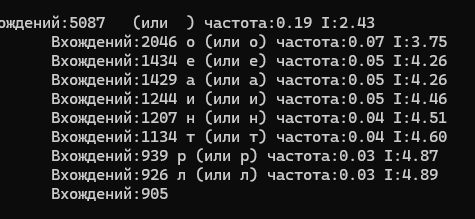 ождений:5087   (или  ) частота:0.19 I:2.43
Вхождений:2046 о (или о) частота:0.07 I:3.75
Вхождений:1434 е (или е) частота:0.05 I:4.26
Вхождений:1429 а (или а) частота:0.05 I:4.26
Вхождений:1244 и (или и) частота:0.05 I:4.46
Вхождений:1207 н (или н) частота:0.04 I:4.51
Вхождений:1134 т (или т) частота:0.04 I:4.60
Вхождений:939 р (или р) частота:0.03 I:4.87
Вхождений:926 л (или л) частота:0.03 I:4.89
Вхождений:905